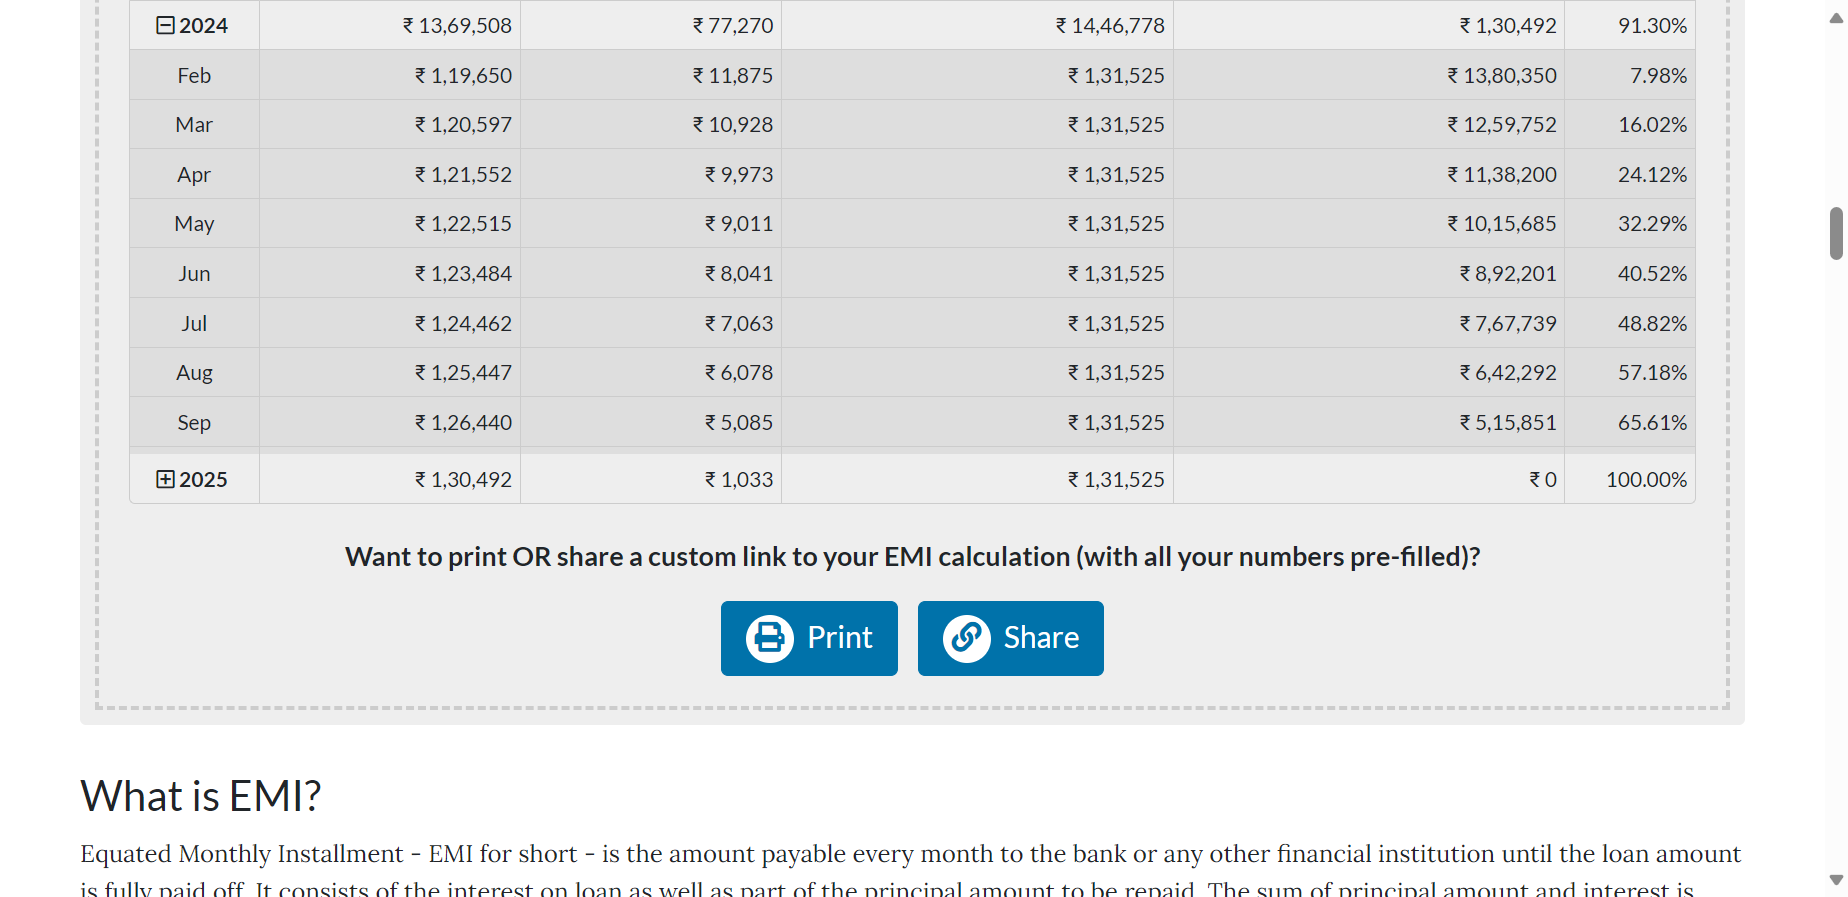 2024 ₹ 13,69,508 ₹ 77,270 ₹ 14,46,778 ₹ 1,30,492 91.30%
Feb ₹ 1,19,650 ₹ 11,875 ₹ 1,31,525 ₹ 13,80,350 7.98%
Mar ₹ 1,20,597 ₹ 10,928 ₹ 1,31,525 ₹ 12,59,752 16.02%
Apr ₹ 1,21,552 ₹ 9,973 ₹ 1,31,525 ₹ 11,38,200 24.12%
May ₹ 1,22,515 ₹ 9,011 ₹ 1,31,525 ₹ 10,15,685 32.29%
Jun ₹ 1,23,484 ₹ 8,041 ₹ 1,31,525 ₹ 8,92,201 40.52%
Jul ₹ 1,24,462 ₹ 7,063 ₹ 1,31,525 ₹ 7,67,739 48.82%
Aug ₹ 1,25,447 ₹ 6,078 ₹ 1,31,525 ₹ 6,42,292 57.18%
Sep ₹ 1,26,440 ₹ 5,085 ₹ 1,31,525 ₹ 5,15,851 65.61%
2025 ₹ 1,30,492 ₹ 1,033 ₹ 1,31,525 ₹ 0 100.00%
Want to print OR share a custom link to your EMI calculation (with all your numbers pre-filled)?
Print Share
What is EMI?
Equated Monthly Installment - EMI for short - is the amount payable every month to the bank or any other financial institution until the loan amount
is fully paid off. It consists of the interest on loan as well as part of the principal amount to be repaid. The sum of principal amount and interest is